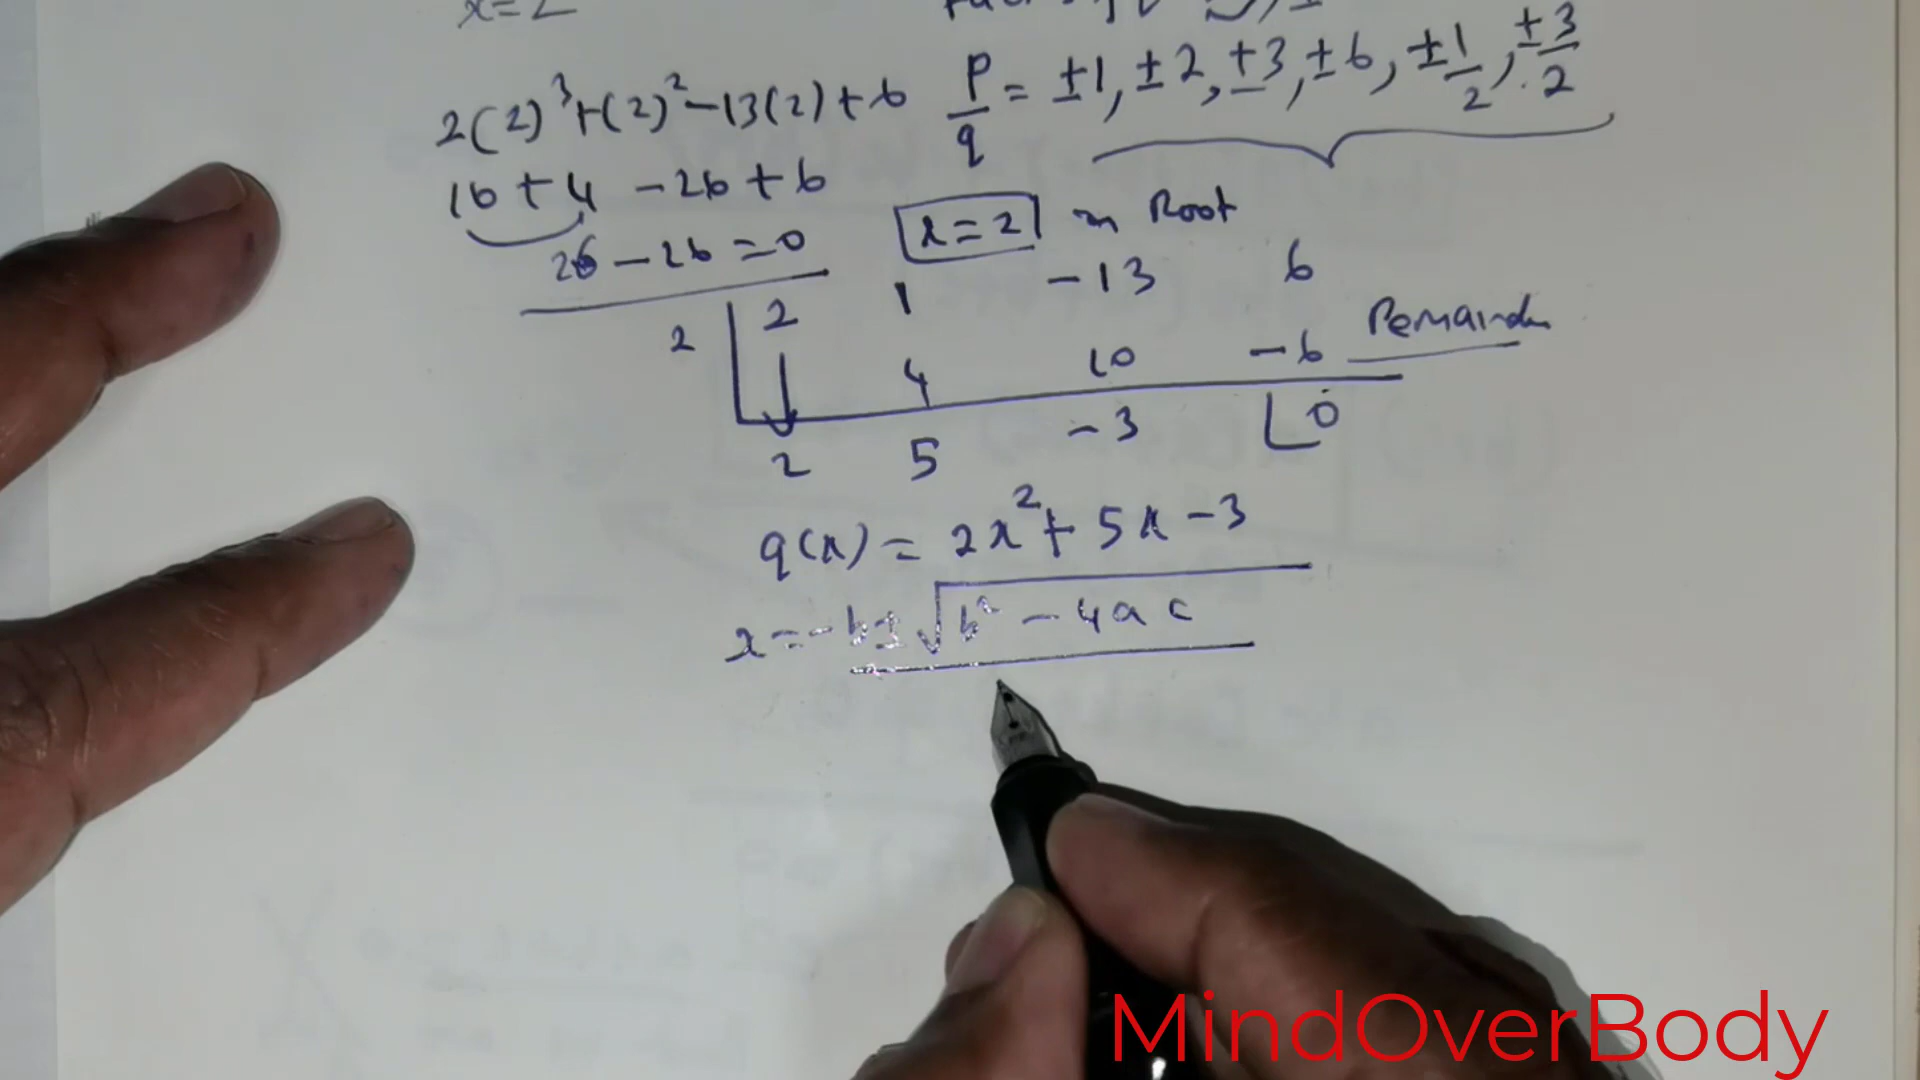 x=2
2(2)³+(2)²-13(2)+6
p/q = ±1, ±2, ±3, ±6, ±1/2, ±3/2
16 + 4 - 26 + 6
26 - 26 = 0
x=2 Root
2 | 2 1 -13 6
4 10 -6 Remainder
2 5 -3 0
q(x) = 2x² + 5x - 3
x = -b ± √b² - 4ac
MindOverBody